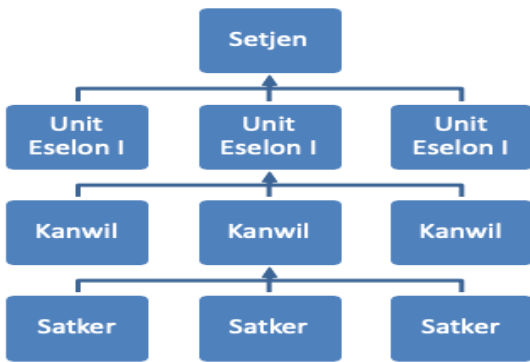 Setjen
Unit
Eselon I
Unit
Eselon I
Unit
Eselon I
Kanwil
Kanwil
Kanwil
Satker
Satker
Satker